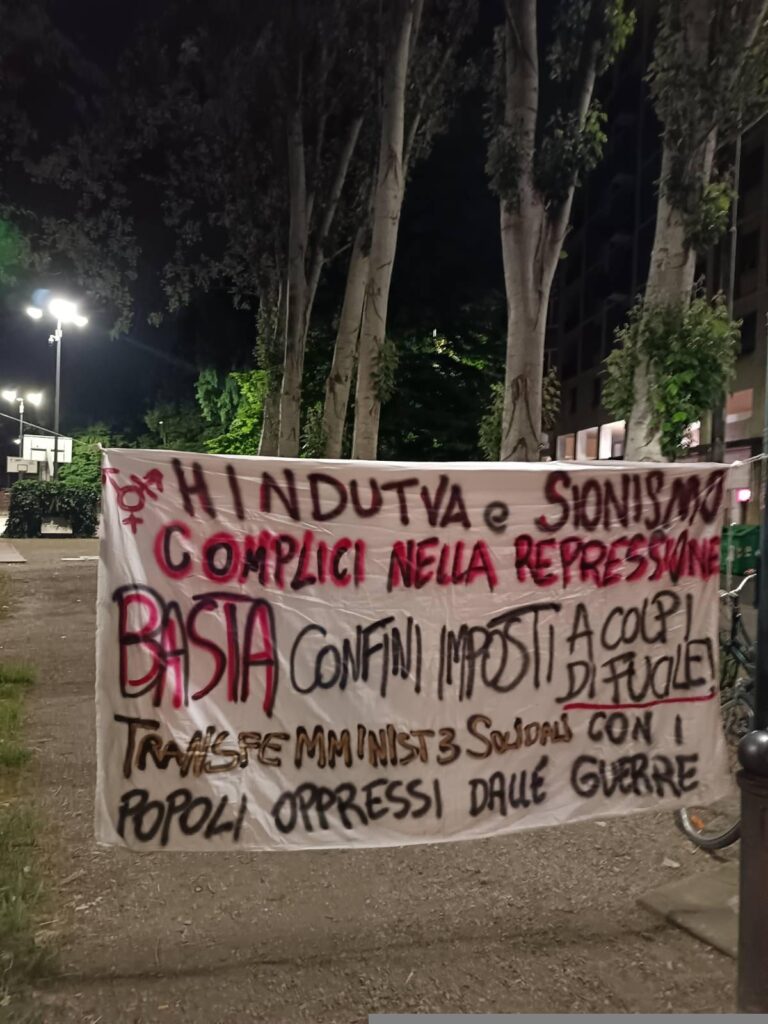 HINDUTVA e SIONISMO
COMPLICI NELLA REPRESSIONE
BASTA CONFINI IMPOSTI A COLPI
DI FUCILE!
TRANSFEMMINIST3 SOLIDALI CON I
POPOLI OPPRESSI DALLE GUERRE